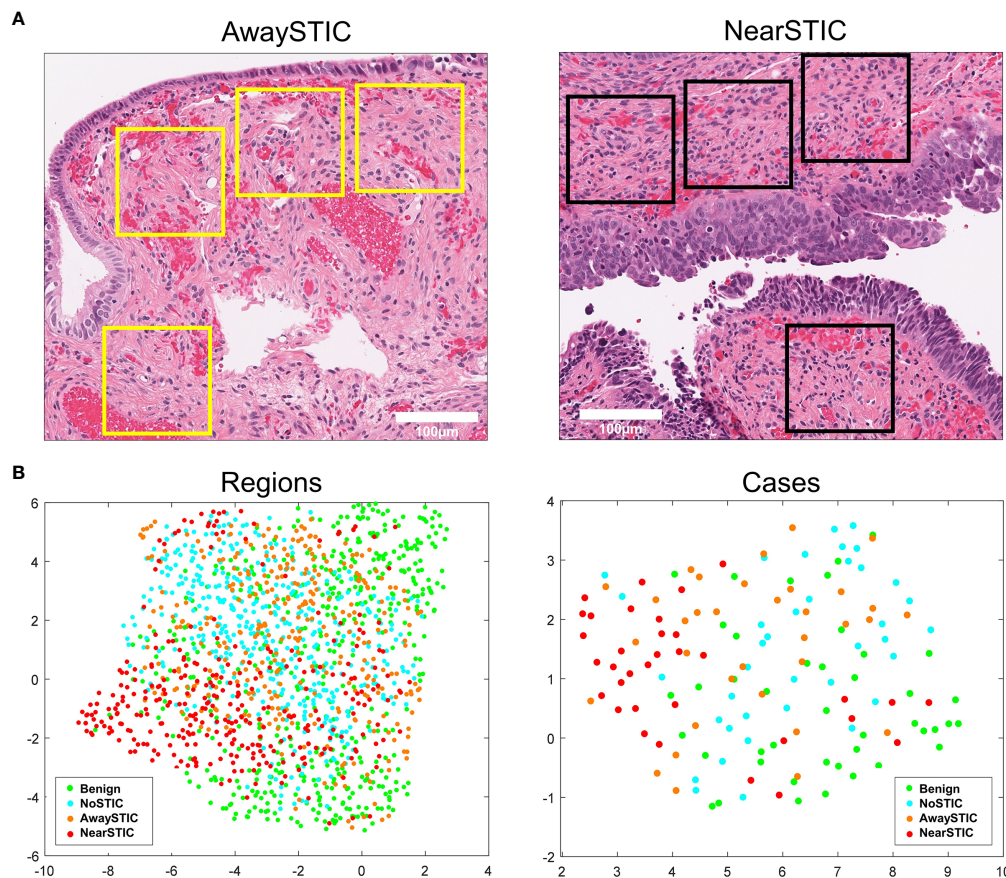 A
AwaySTIC
NearSTIC
100μm
100μm
B
Regions
Cases
6
4
2
0
-2
-4
-6
-10
-8
-6
-4
-2
0
2
4
Benign
NoSTIC
AwaySTIC
NearSTIC
4
3
2
1
0
-1
-2
2
3
4
5
6
7
8
9
10
Benign
NoSTIC
AwaySTIC
NearSTIC